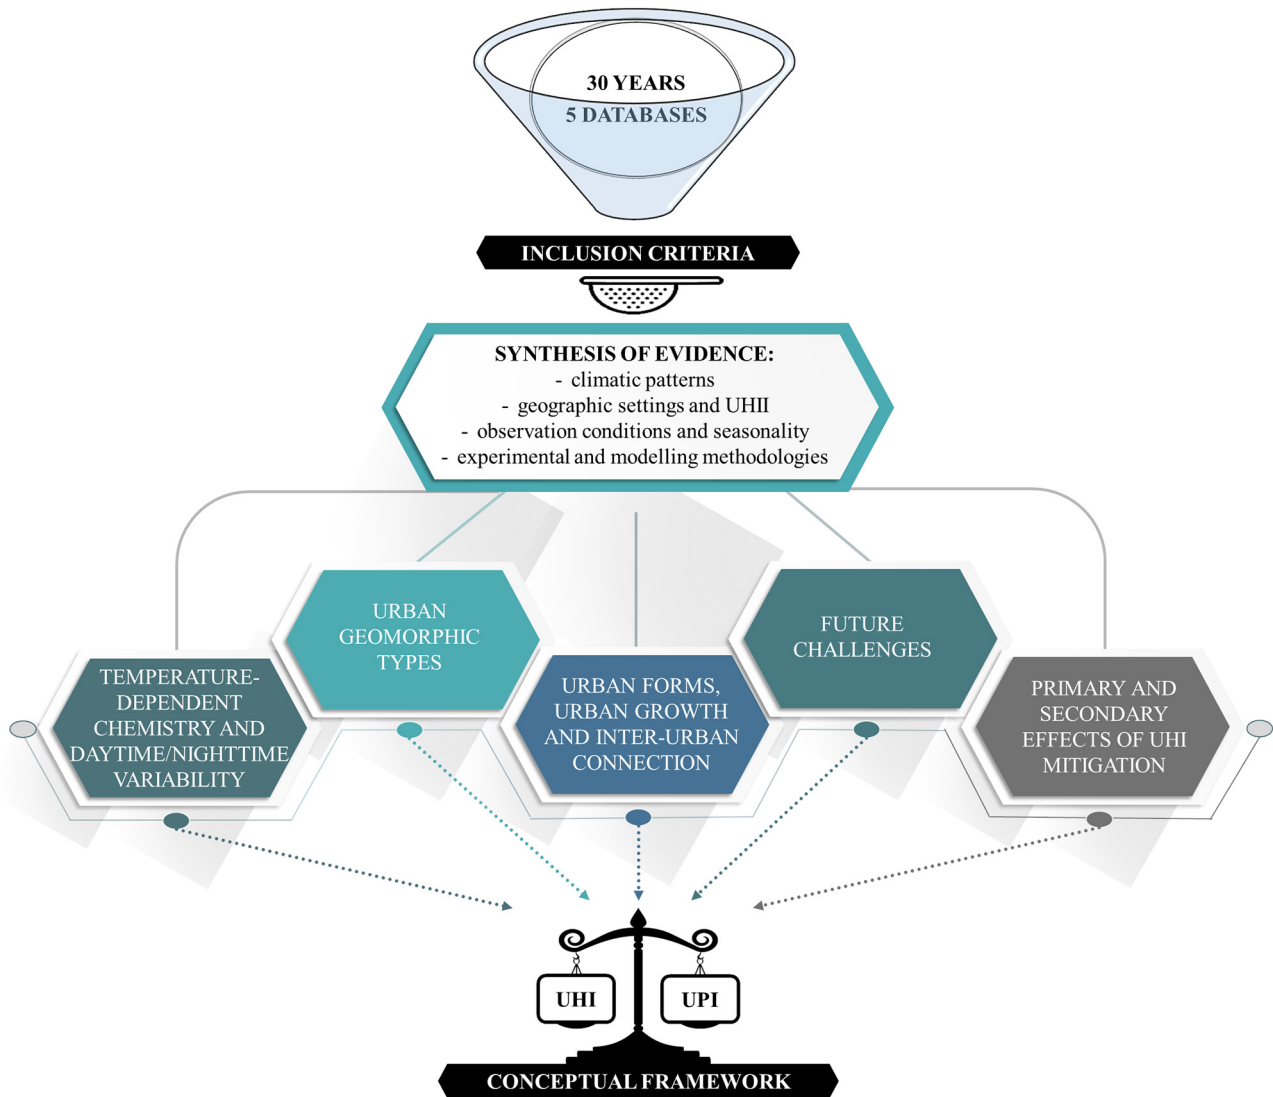 30 YEARS
5 DATABASES
INCLUSION CRITERIA
SYNTHESIS OF EVIDENCE:
- climatic patterns
- geographic settings and UHII
- observation conditions and seasonality
- experimental and modelling methodologies
TEMPERATURE-
DEPENDENT
CHEMISTRY AND
DAYTIME/NIGHTTIME
VARIABILITY
URBAN
GEOMORPHIC
TYPES
URBAN FORMS,
URBAN GROWTH
AND INTER-URBAN
CONNECTION
FUTURE
CHALLENGES
PRIMARY AND
SECONDARY
EFFECTS OF UHI
MITIGATION
UHI
UPI
CONCEPTUAL FRAMEWORK